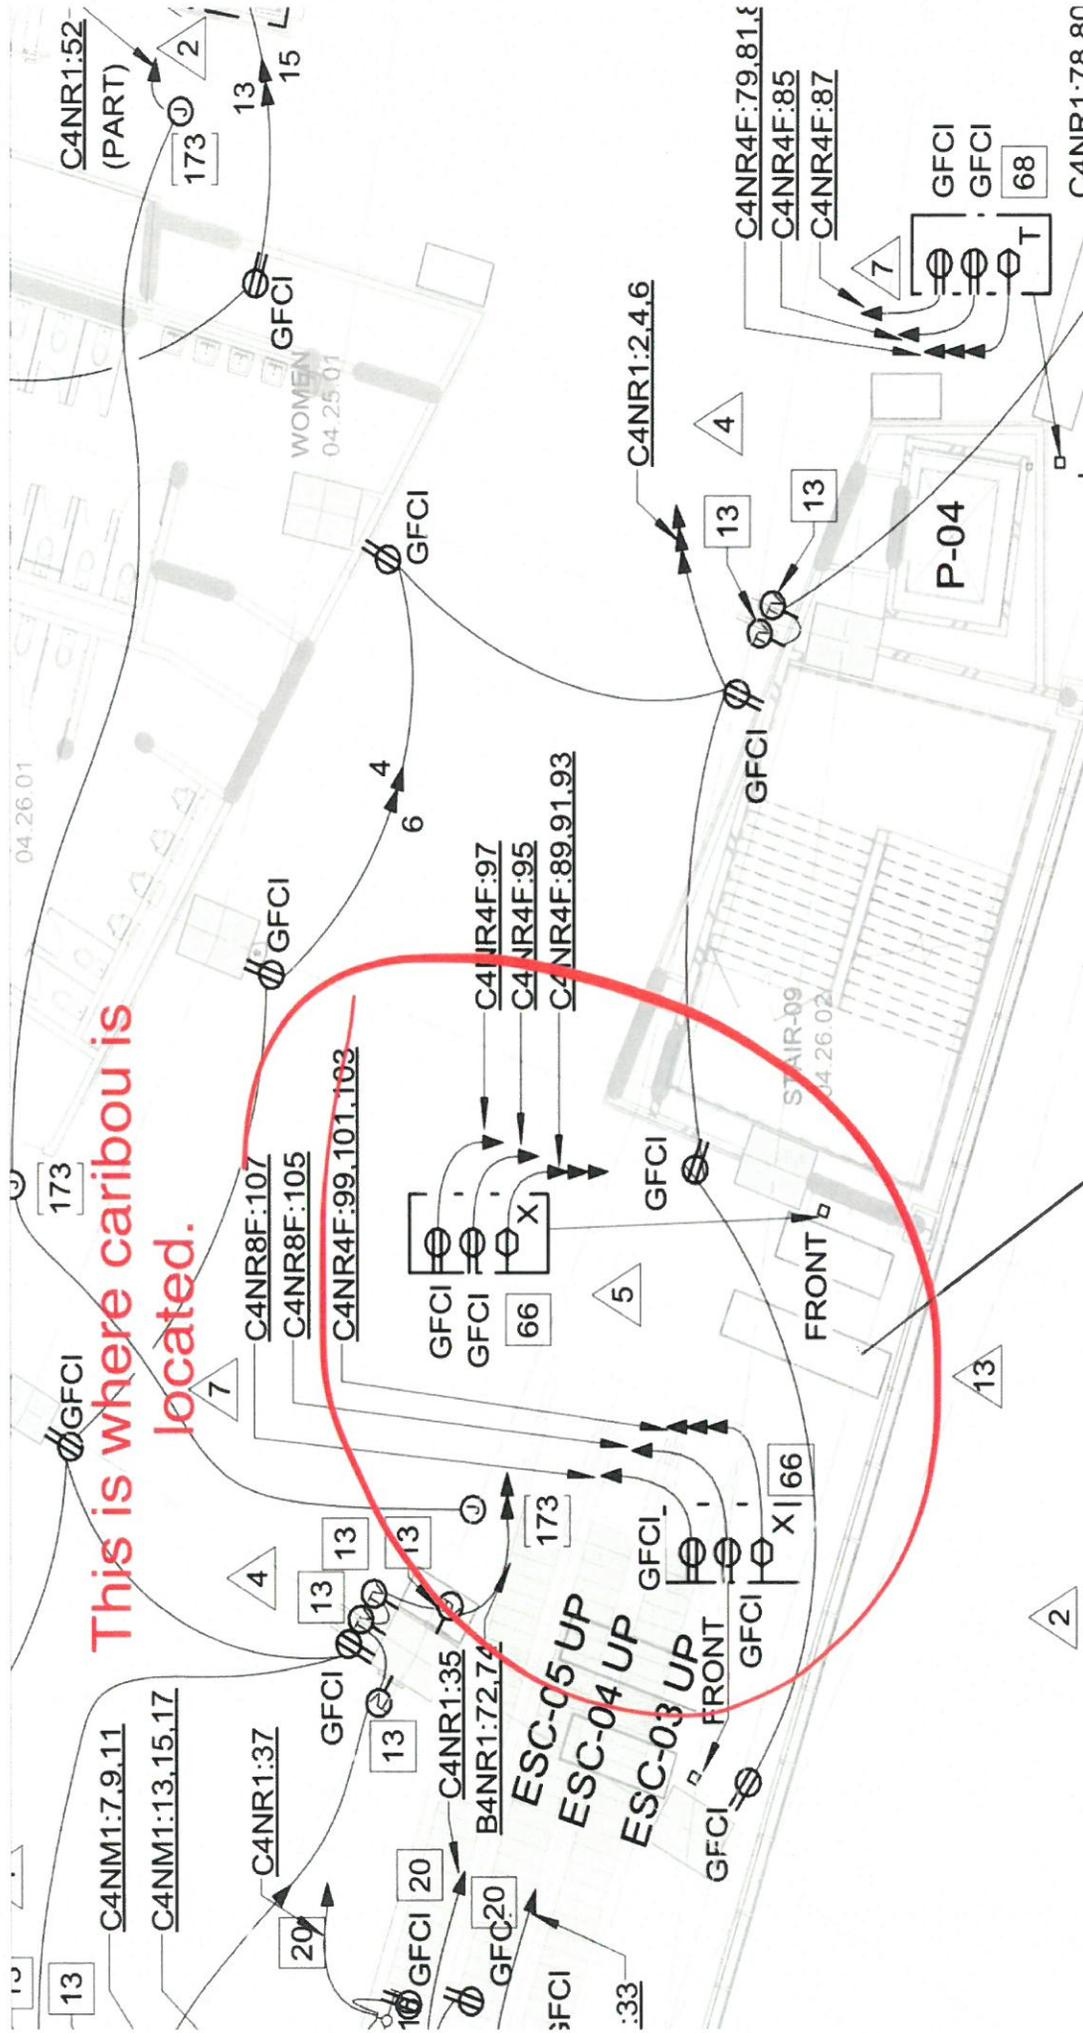 This is where caribou is
located.
C4NR1:52
(PART)
2
[173]
13
15
04.26.01
WOMEN
04.25.01
GFCI
GFCI
GFCI
GFCI
6
4
[173]
7
4
C4NM1:7,9,11
C4NM1:13,15,17
C4NR1:37
13
20
GFCI
13
13
13
13
C4NR8F:107
C4NR8F:105
C4NR4F:99,101,103
C4NR4F:97
C4NR4F:95
C4NR4F:89,91,93
GFCI
GFCI
X
66
5
[173]
C4NR1:35
B4NR1:72,74
20
20
GFCI
:33
ESC-05 UP
ESC-04 UP
ESC-03 UP
FRONT
GFCI
GFCI
GFCI
X
66
FRONT
GFCI
STAIR-09
04.26.02
GFCI
C4NR1:2,4,6
4
13
13
P-04
C4NR4F:79,81,
C4NR4F:85
C4NR4F:87
7
GFCI
GFCI
68
T
C4NR1:78,80
13
2